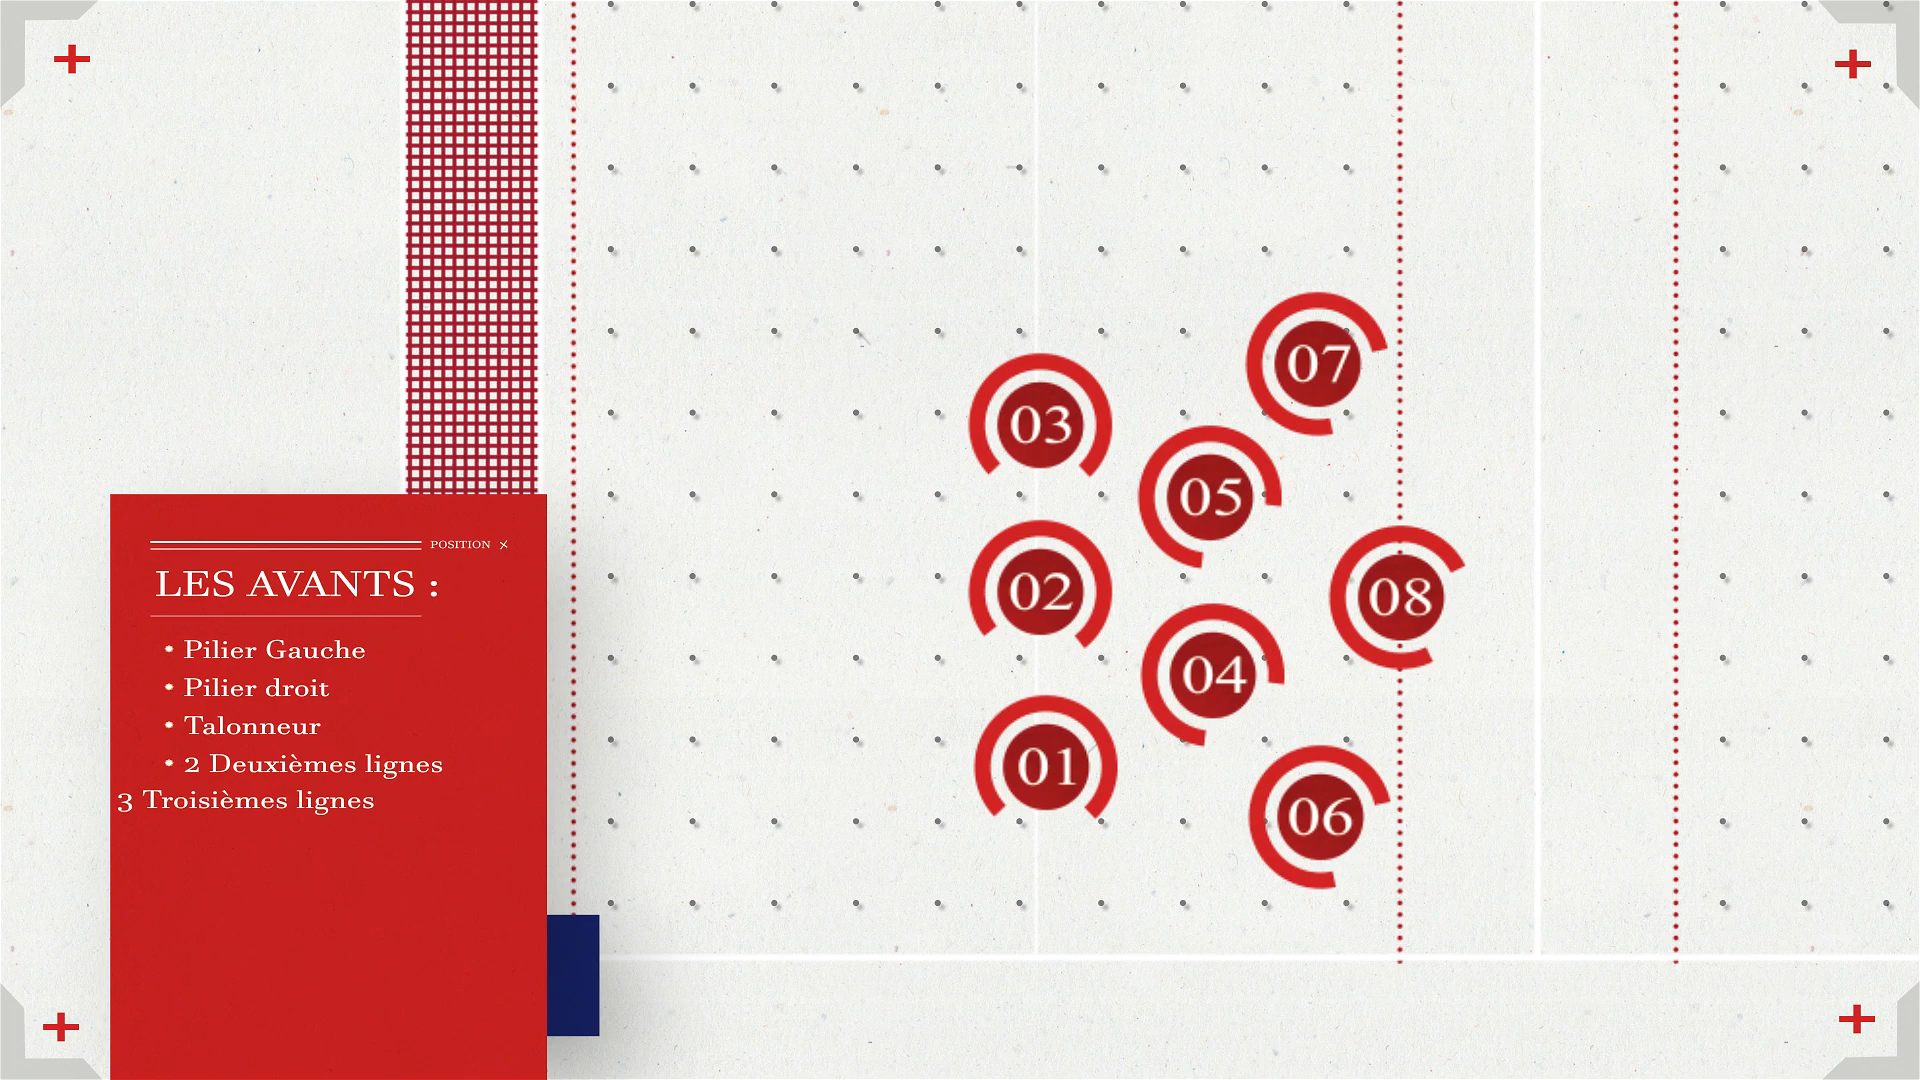 POSITION ×
LES AVANTS :
• Pilier Gauche
• Pilier droit
• Talonneur
• 2 Deuxièmes lignes
3 Troisièmes lignes
07
03
05
02
08
04
01
06